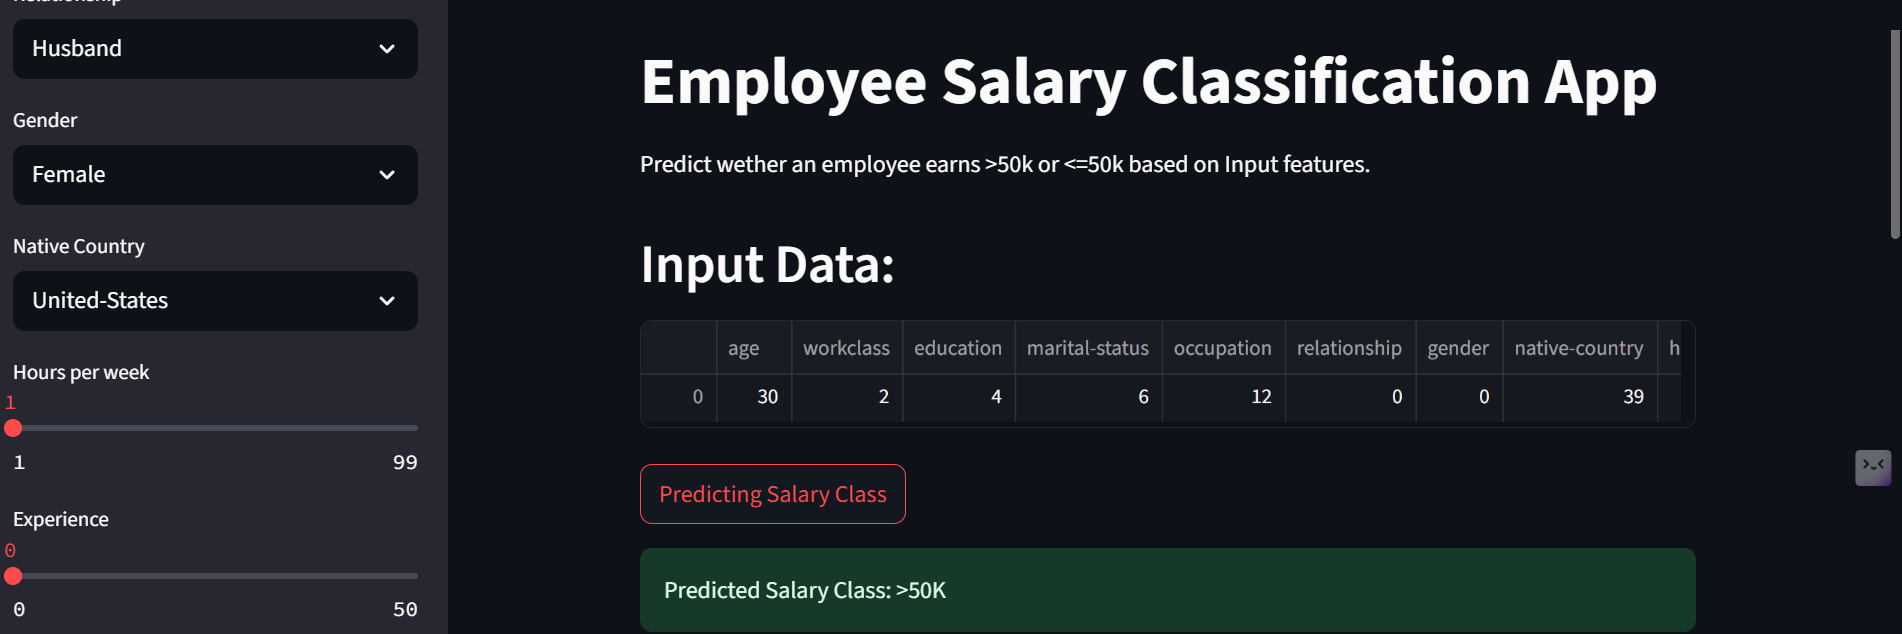 Relationship
Husband
Gender
Female
Native Country
United-States
Hours per week
1
1 99
Experience
0
0 50
Employee Salary Classification App
Predict wether an employee earns >50k or <=50k based on Input features.
Input Data:
age workclass education marital-status occupation relationship gender native-country h
0 30 2 4 6 12 0 0 39
Predicting Salary Class
Predicted Salary Class: >50K